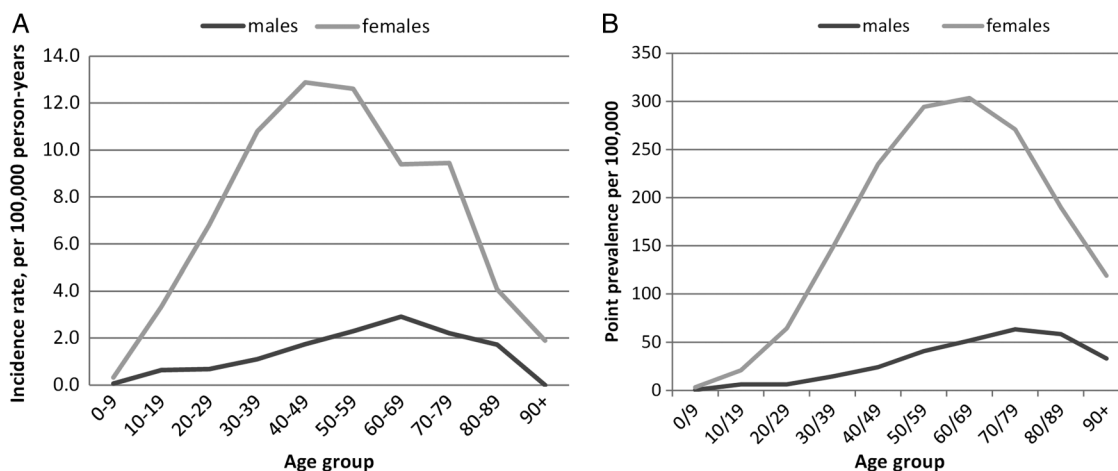 A
males females
Incidence rate, per 100,000 person-years
14.0
12.0
10.0
8.0
6.0
4.0
2.0
0.0
0-9 10-19 20-29 30-39 40-49 50-59 60-69 70-79 80-89 90+
Age group
B
males females
Point prevalence per 100,000
350
300
250
200
150
100
50
0
0/9 10/19 20/29 30/39 40/49 50/59 60/69 70/79 80/89 90+
Age group